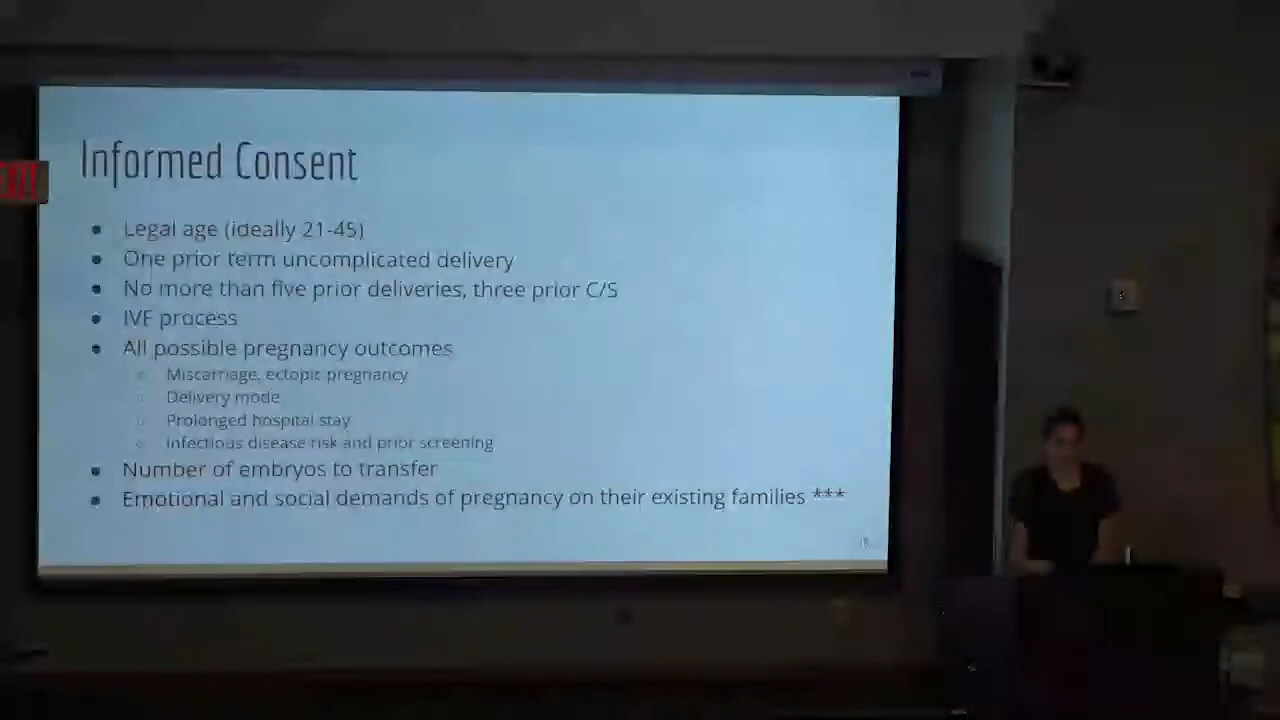 Informed Consent
● Legal age (ideally 21-45)
● One prior term uncomplicated delivery
● No more than five prior deliveries, three prior C/S
● IVF process
● All possible pregnancy outcomes
○ Miscarriage, ectopic pregnancy
○ Delivery mode
○ Prolonged hospital stay
○ Infectious disease risk and prior screening
● Number of embryos to transfer
● Emotional and social demands of pregnancy on their existing families ***